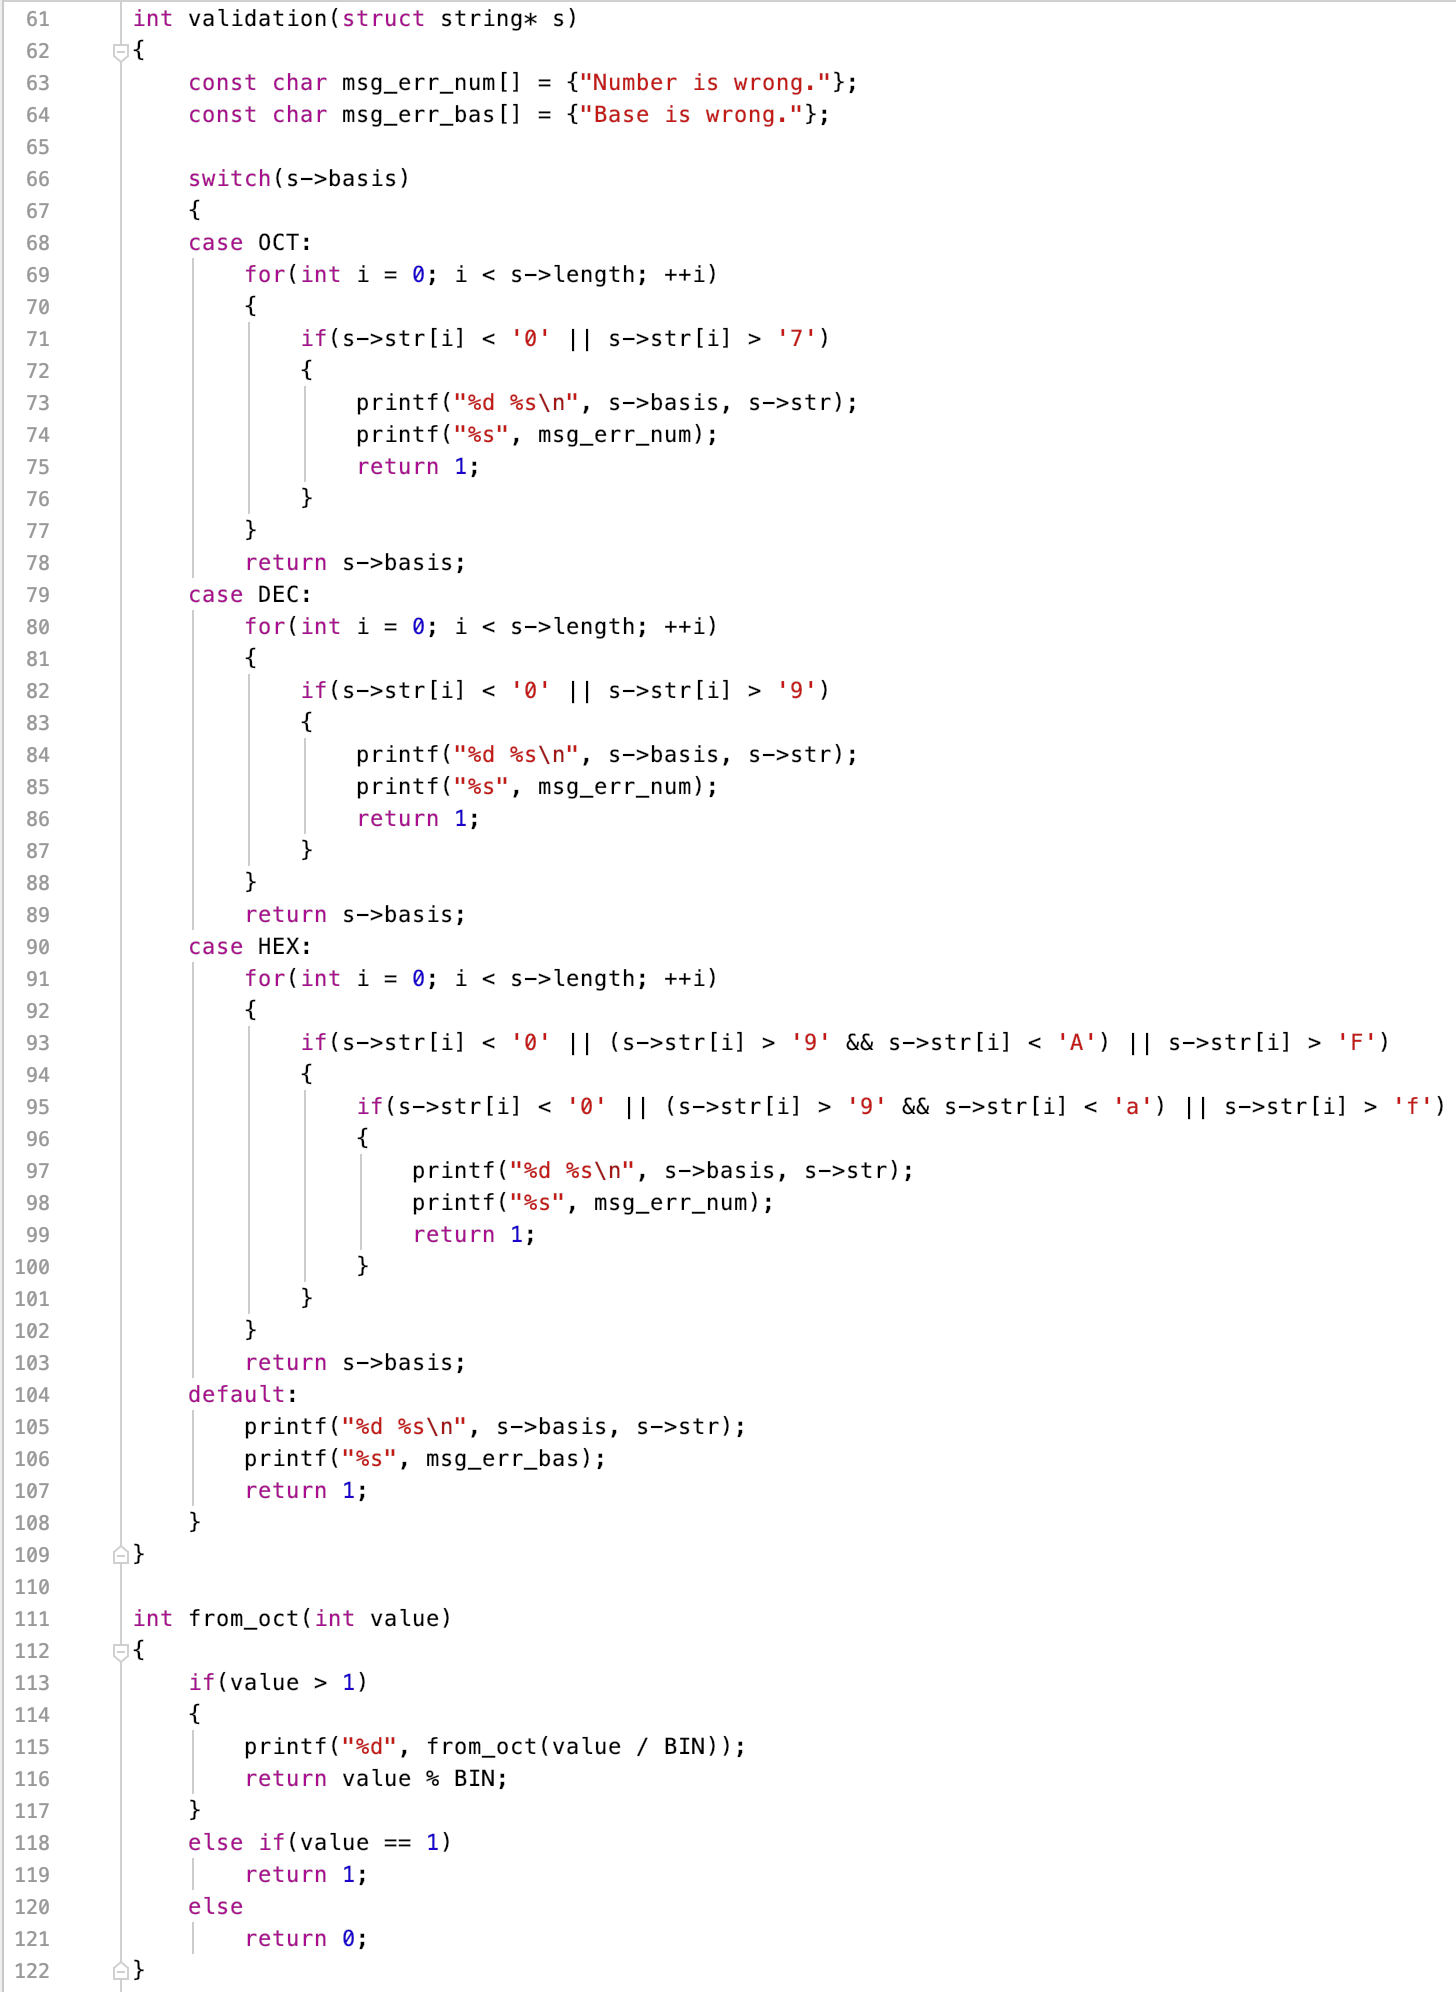 61 int validation(struct string* s)
62 {
63 const char msg_err_num[] = {"Number is wrong."};
64 const char msg_err_bas[] = {"Base is wrong."};
65
66 switch(s->basis)
67 {
68 case OCT:
69 for(int i = 0; i < s->length; ++i)
70 {
71 if(s->str[i] < '0' || s->str[i] > '7')
72 {
73 printf("%d %s\n", s->basis, s->str);
74 printf("%s", msg_err_num);
75 return 1;
76 }
77 }
78 return s->basis;
79 case DEC:
80 for(int i = 0; i < s->length; ++i)
81 {
82 if(s->str[i] < '0' || s->str[i] > '9')
83 {
84 printf("%d %s\n", s->basis, s->str);
85 printf("%s", msg_err_num);
86 return 1;
87 }
88 }
89 return s->basis;
90 case HEX:
91 for(int i = 0; i < s->length; ++i)
92 {
93 if(s->str[i] < '0' || (s->str[i] > '9' && s->str[i] < 'A') || s->str[i] > 'F')
94 {
95 if(s->str[i] < '0' || (s->str[i] > '9' && s->str[i] < 'a') || s->str[i] > 'f')
96 {
97 printf("%d %s\n", s->basis, s->str);
98 printf("%s", msg_err_num);
99 return 1;
100 }
101 }
102 }
103 return s->basis;
104 default:
105 printf("%d %s\n", s->basis, s->str);
106 printf("%s", msg_err_bas);
107 return 1;
108 }
109 }
110
111 int from_oct(int value)
112 {
113 if(value > 1)
114 {
115 printf("%d", from_oct(value / BIN));
116 return value % BIN;
117 }
118 else if(value == 1)
119 return 1;
120 else
121 return 0;
122 }